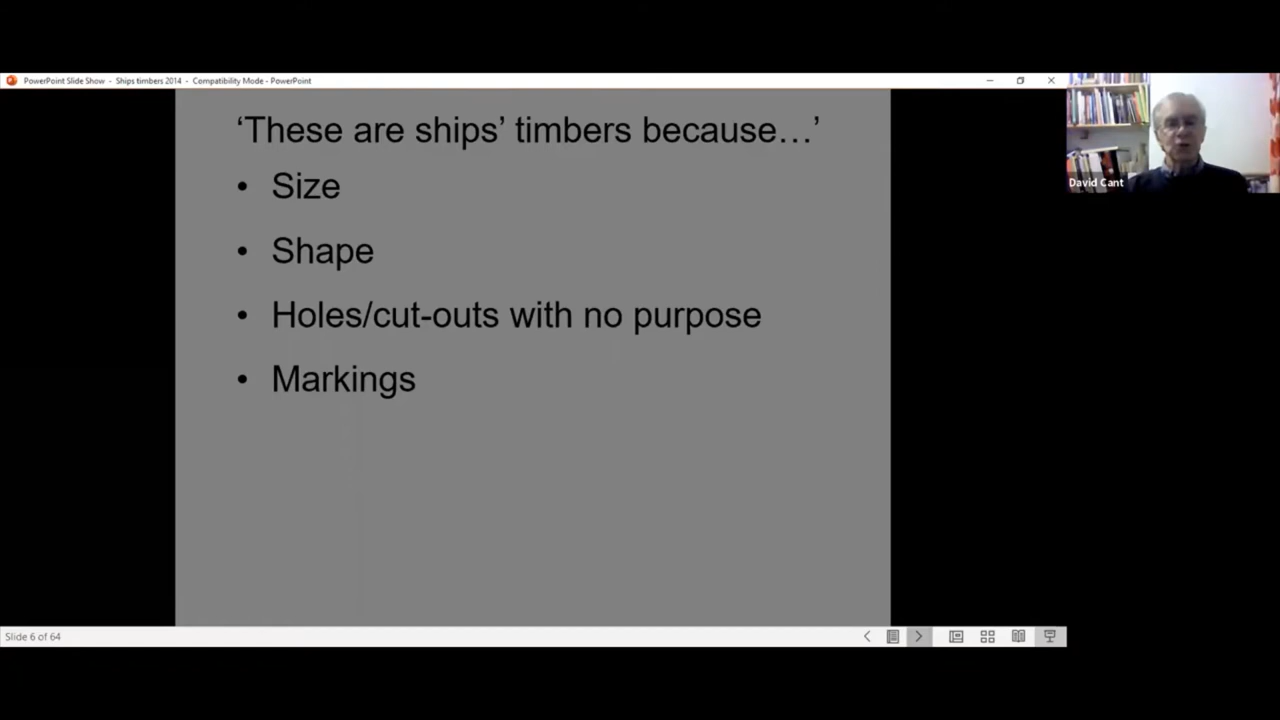 PowerPoint Slide Show - Ships timbers 2014 - Compatibility Mode - PowerPoint
‘These are ships’ timbers because…’
• Size
• Shape
• Holes/cut-outs with no purpose
• Markings
David Cant
Slide 6 of 64